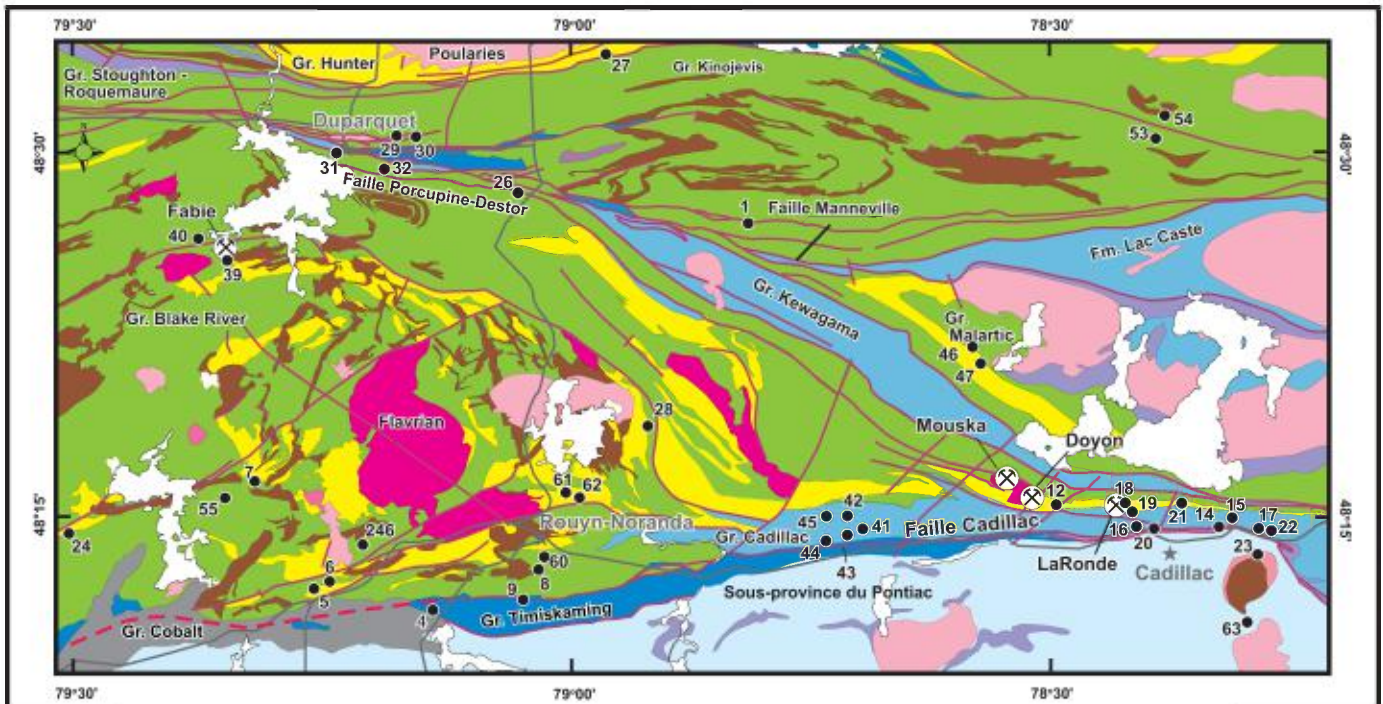 79°30'
79°00'
78°30'
Gr. Hunter
Poularies
27
Gr. Kinojevis
Gr. Stoughton -
Roquemaure
Duparquet
54
53
29
30
48°30'
48°30'
31
32
Faille Porcupine-Destor
26
Fabie
1
Faille Manneville
40
39
Fm. Lac Caste
Gr. Kewagama
Gr. Blake River
Gr.
Malartic
46
47
28
Flavrian
Mouska
Doyon
7
61
62
55
12
18
19
42
45
41
21
15
48°15'
48°15'
Rouyn-Noranda
Faille Cadillac
14
17
22
24
246
Gr. Cadillac
44
16
20
43
LaRonde
23
Cadillac
60
6
5
8
9
Sous-province du Pontiac
4
Gr. Timiskaming
63
Gr. Cobalt
79°30'
79°00'
78°30'